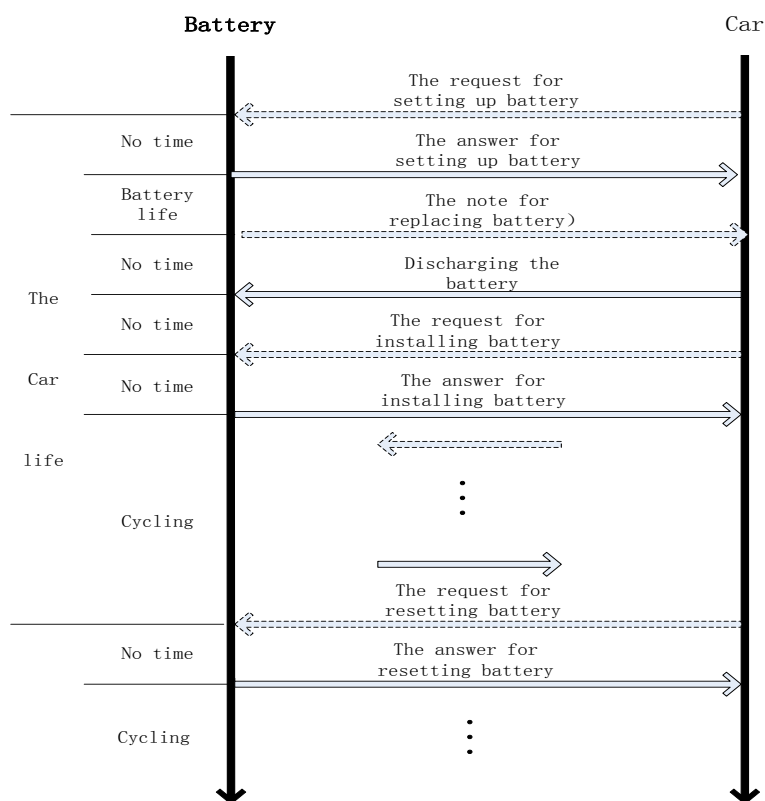 Battery
Car
The request for
setting up battery
No time
The answer for
setting up battery
Battery
life
The note for
replacing battery)
No time
Discharging the
battery
The
No time
The request for
installing battery
Car
No time
The answer for
installing battery
life
Cycling
The request for
resetting battery
No time
The answer for
resetting battery
Cycling